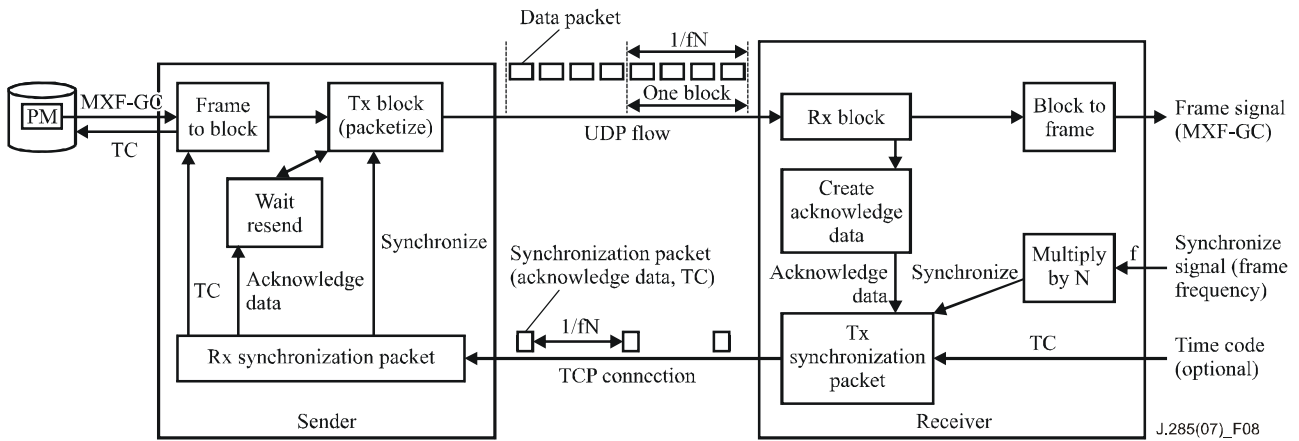 Data packet
1/fN
One block
UDP flow
PM
MXF-GC
TC
Frame
to block
Tx block
(packetize)
Wait
resend
TC
Acknowledge
data
Synchronize
Rx synchronization packet
Sender
Synchronization packet
(acknowledge data, TC)
1/fN
TCP connection
Rx block
Block to
frame
Frame signal
(MXF-GC)
Create
acknowledge
data
Acknowledge
data
Synchronize
Multiply
by N
f
Synchronize
signal (frame
frequency)
Tx
synchronization
packet
TC
Time code
(optional)
Receiver
J.285(07)_F08